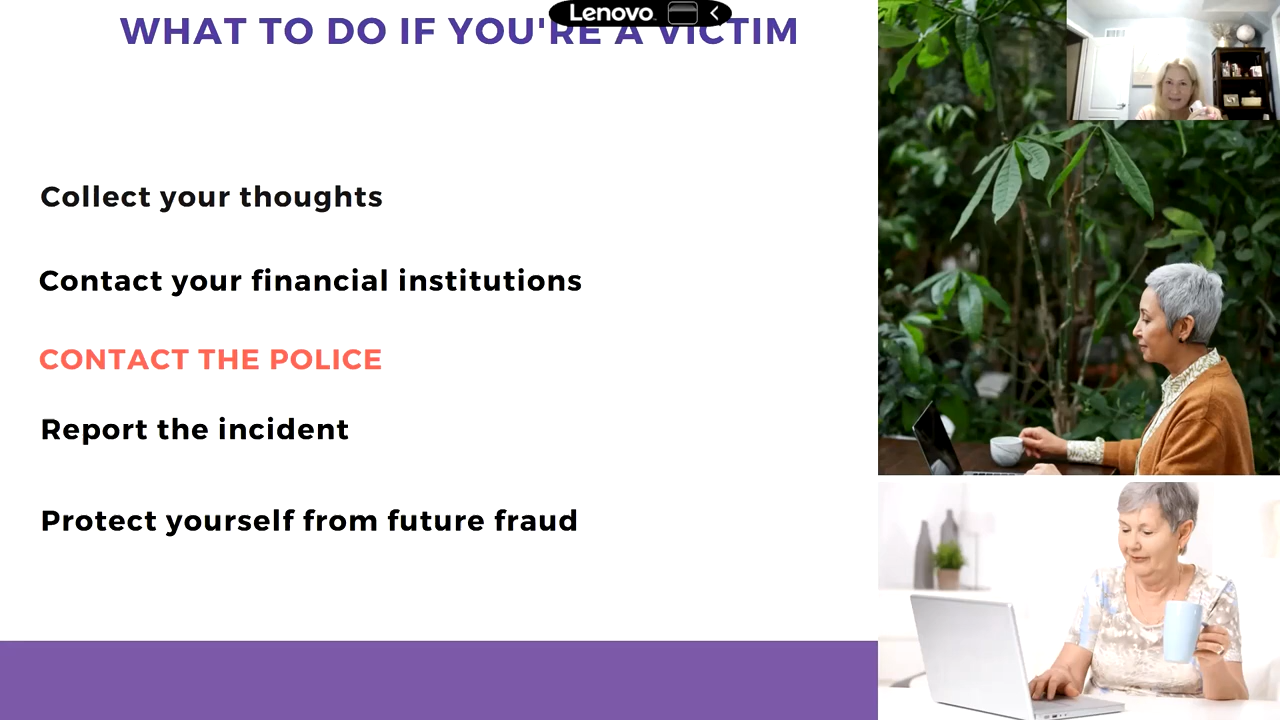 WHAT TO DO IF YOU'RE A VICTIM
Lenovo
Collect your thoughts
Contact your financial institutions
CONTACT THE POLICE
Report the incident
Protect yourself from future fraud